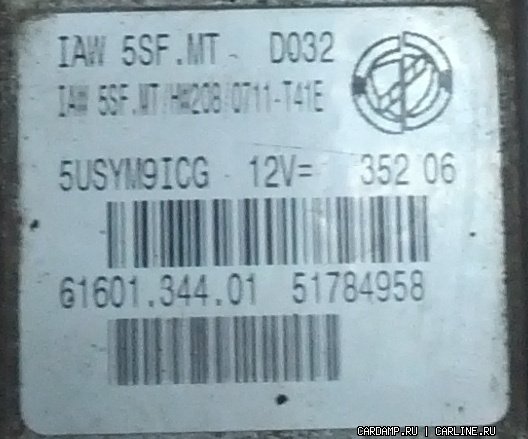 IAW 5SF.MT - D032
IAW 5SF.MT/HW208/0711-T41E
5USYM9ICG - 12V= 352 06
61601.344.01 51784958
CARDAMP.RU | CARLINE.RU